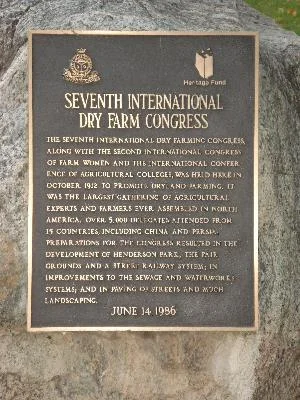 Heritage Fund
SEVENTH INTERNATIONAL
DRY FARM CONGRESS
THE SEVENTH INTERNATIONAL DRY FARMING CONGRESS,
ALONG WITH THE SECOND INTERNATIONAL CONGRESS
OF FARM WOMEN AND THE INTERNATIONAL CONFER
ENCE OF AGRICULTURAL COLLEGES, WAS HELD HERE IN
OCTOBER, 1912 TO PROMOTE DRYLAND FARMING. IT
WAS THE LARGEST GATHERING OF AGRICULTURAL
EXPERTS AND FARMERS EVER ASSEMBLED IN NORTH
AMERICA. OVER 5,000 DELEGATES ATTENDED FROM
15 COUNTRIES, INCLUDING CHINA AND PERSIA.
PREPARATIONS FOR THE CONGRESS RESULTED IN THE
DEVELOPMENT OF HENDERSON PARK, THE FAIR
GROUNDS AND A STREET RAILWAY SYSTEM; IN
IMPROVEMENTS TO THE SEWAGE AND WATERWORKS
SYSTEMS; AND IN PAVING OF STREETS AND MUCH
LANDSCAPING.
JUNE 14 1986